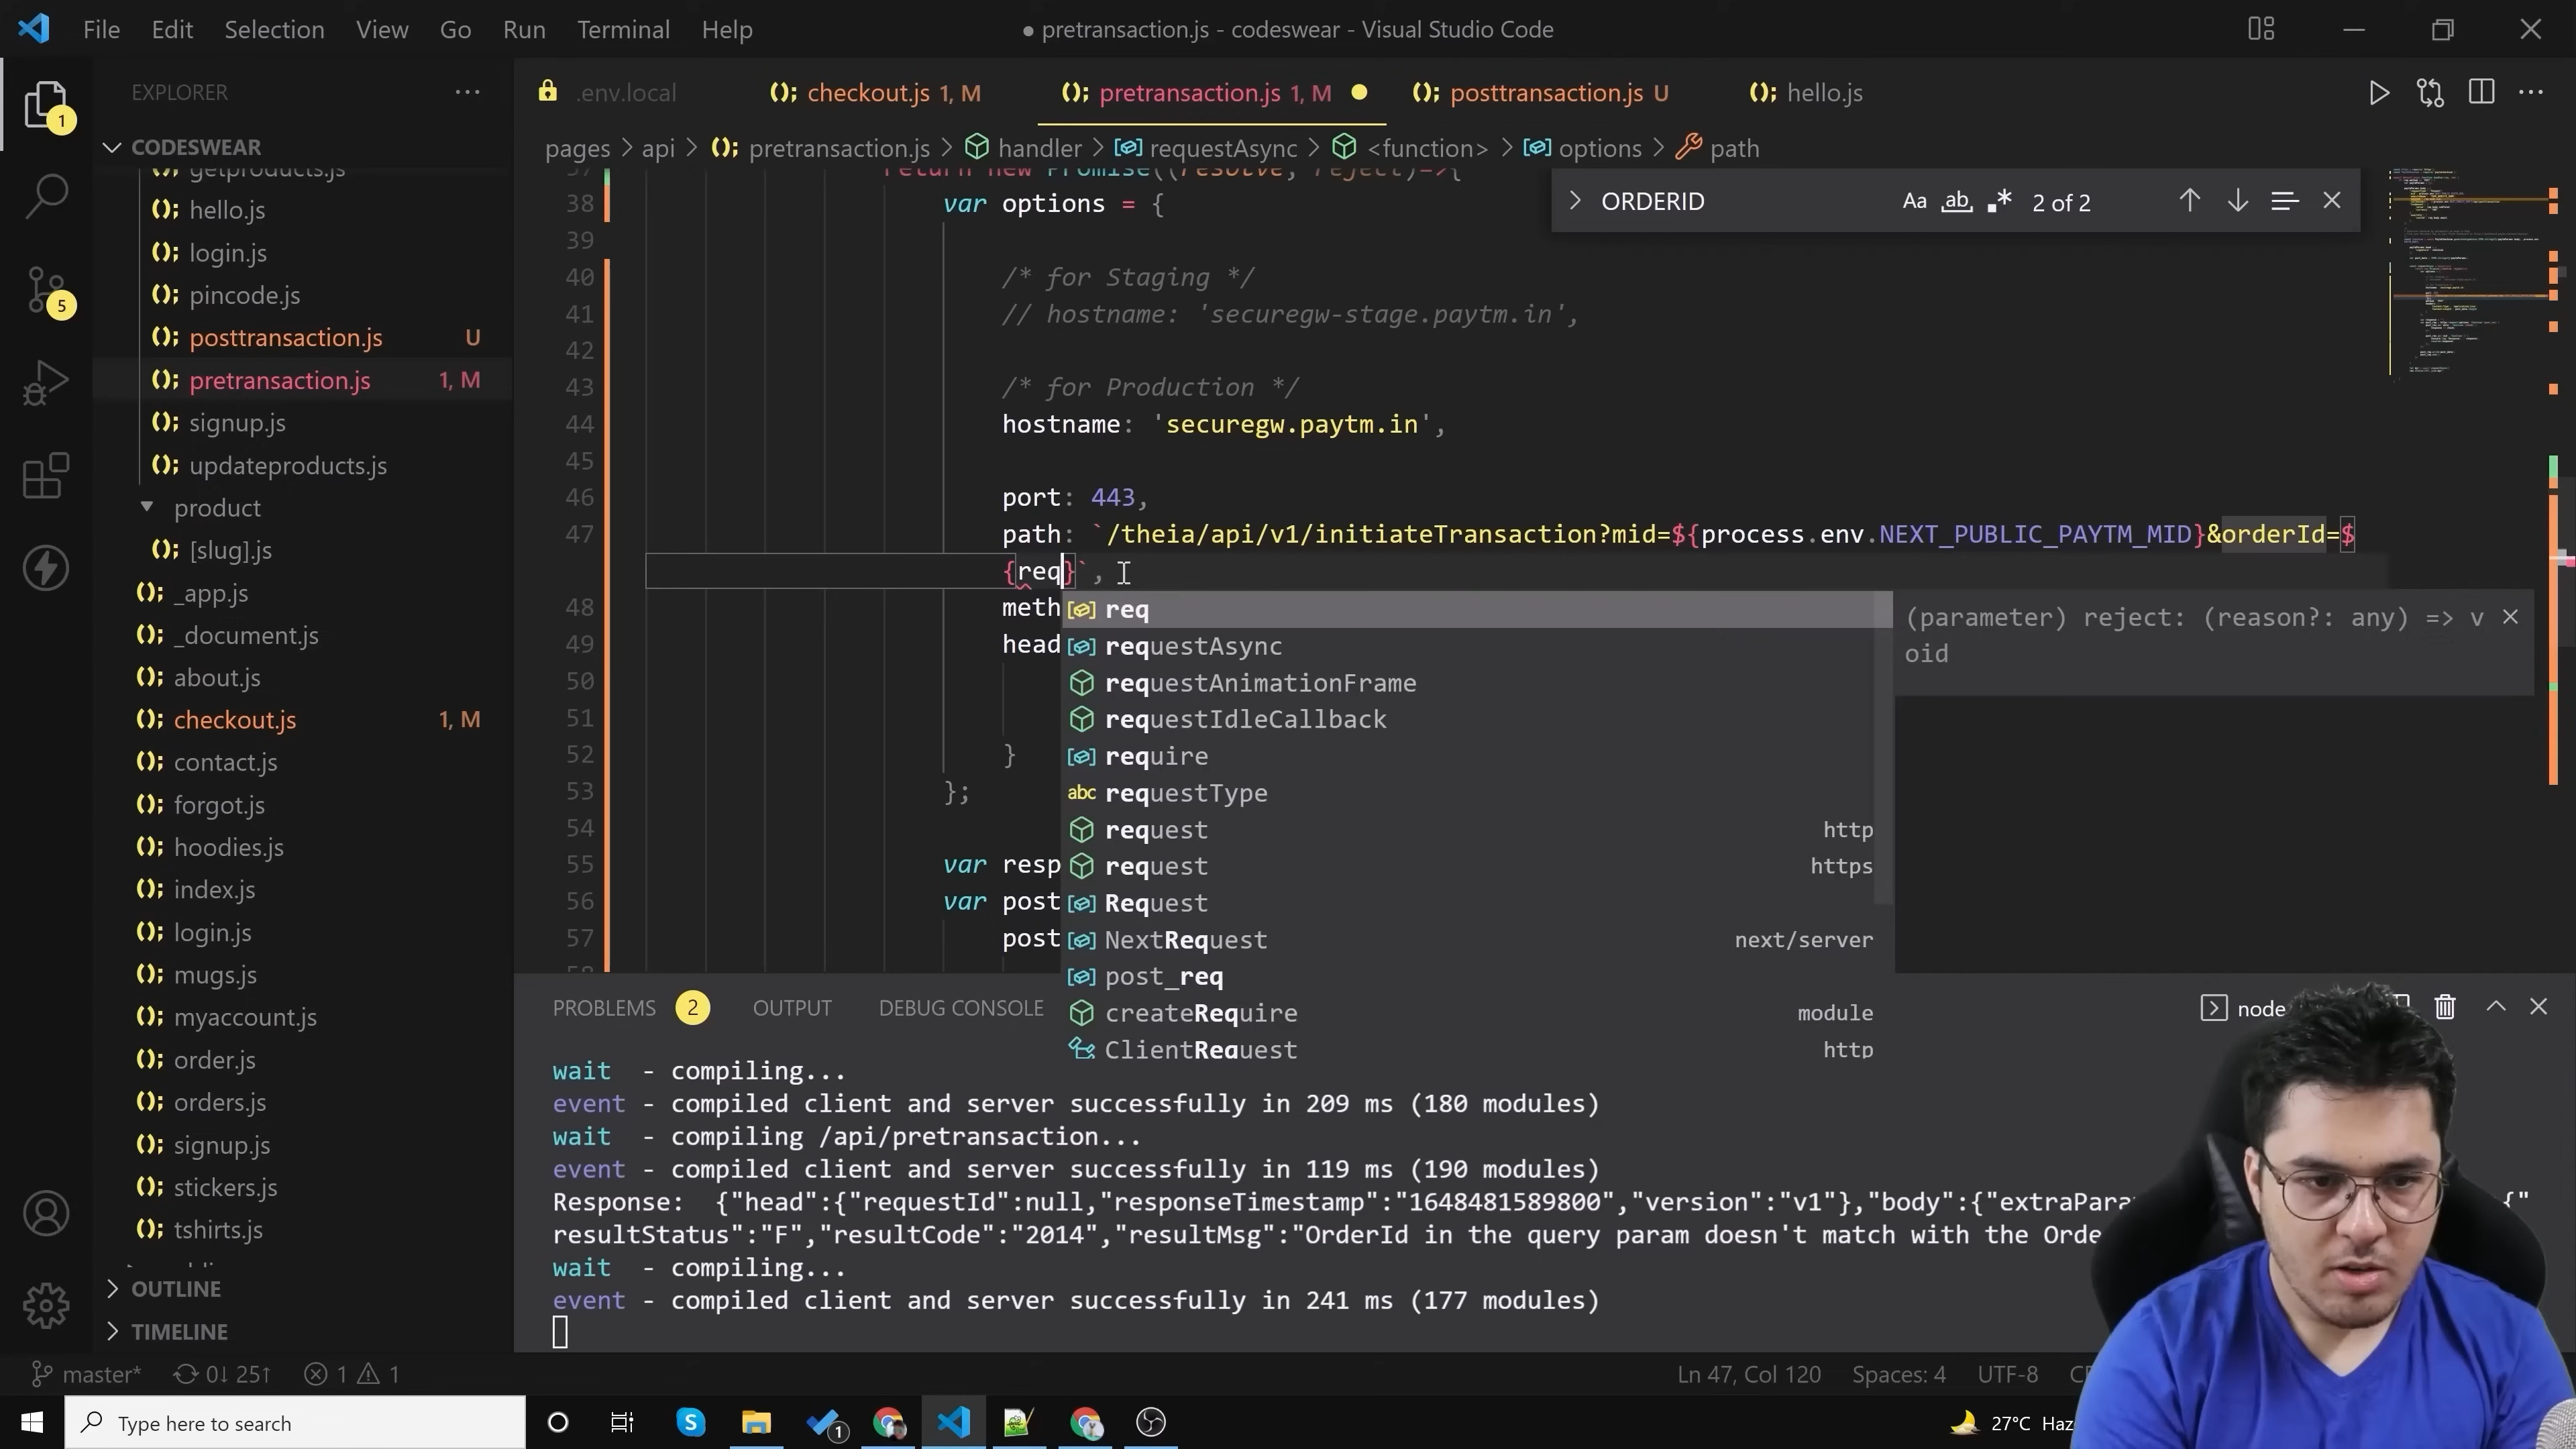 File Edit Selection View Go Run Terminal Help
● pretransaction.js - codeswear - Visual Studio Code
EXPLORER
.env.local
checkout.js 1, M
pretransaction.js 1, M
posttransaction.js U
hello.js
CODESWEAR
pages > api > pretransaction.js > handler > requestAsync > <function> > options > path
getproducts.js
hello.js
login.js
pincode.js
posttransaction.js U
pretransaction.js 1, M
signup.js
updateproducts.js
product
[slug].js
_app.js
_document.js
about.js
checkout.js 1, M
contact.js
forgot.js
hoodies.js
index.js
login.js
mugs.js
myaccount.js
order.js
orders.js
signup.js
stickers.js
tshirts.js
OUTLINE
TIMELINE
1
5
ORDERID
Aa ab 2 of 2
37 return new Promise((resolve, reject)=>{
38 var options = {
39
40 /* for Staging */
41 // hostname: 'securegw-stage.paytm.in',
42
43 /* for Production */
44 hostname: 'securegw.paytm.in',
45
46 port: 443,
47 path: `/theia/api/v1/initiateTransaction?mid=${process.env.NEXT_PUBLIC_PAYTM_MID}&orderId=$
{req}`,
48 meth
49 head
50
51
52 }
53 };
54
55 var resp
56 var post
57 post
req
requestAsync
requestAnimationFrame
requestIdleCallback
require
requestType
request http
request https
Request
NextRequest next/server
post_req
createRequire module
ClientRequest http
(parameter) reject: (reason?: any) => v
oid
PROBLEMS 2 OUTPUT DEBUG CONSOLE
node
wait - compiling...
event - compiled client and server successfully in 209 ms (180 modules)
wait - compiling /api/pretransaction...
event - compiled client and server successfully in 119 ms (190 modules)
Response: {"head":{"requestId":null,"responseTimestamp":"1648481589800","version":"v1"},"body":{"extraPara {"
resultStatus":"F","resultCode":"2014","resultMsg":"OrderId in the query param doesn't match with the Orde
wait - compiling...
event - compiled client and server successfully in 241 ms (177 modules)
master* 0↓ 25↑ 1 1
Ln 47, Col 120 Spaces: 4 UTF-8
Type here to search
1
27°C Haz